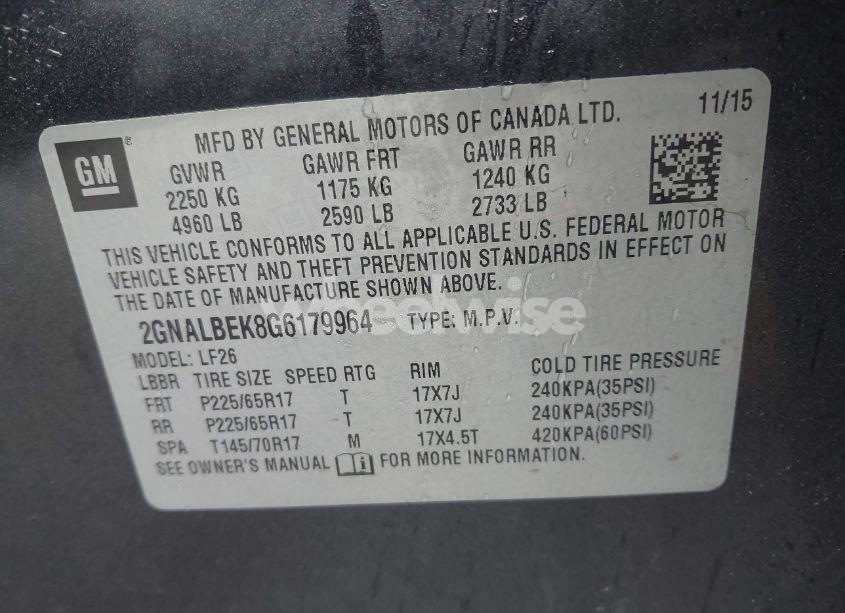 MFD BY GENERAL MOTORS OF CANADA LTD. 11/15
GM
GVWR GAWR FRT GAWR RR
2250 KG 1175 KG 1240 KG
4960 LB 2590 LB 2733 LB
THIS VEHICLE CONFORMS TO ALL APPLICABLE U.S. FEDERAL MOTOR
VEHICLE SAFETY AND THEFT PREVENTION STANDARDS IN EFFECT ON
THE DATE OF MANUFACTURE SHOWN ABOVE.
2GNALBEK8G6179964 TYPE: M.P.V.
MODEL: LF26
LBBR TIRE SIZE SPEED RTG RIM COLD TIRE PRESSURE
FRT P225/65R17 T 17X7J 240KPA(35PSI)
RR P225/65R17 T 17X7J 240KPA(35PSI)
SPA T145/70R17 M 17X4.5T 420KPA(60PSI)
SEE OWNER'S MANUAL FOR MORE INFORMATION.